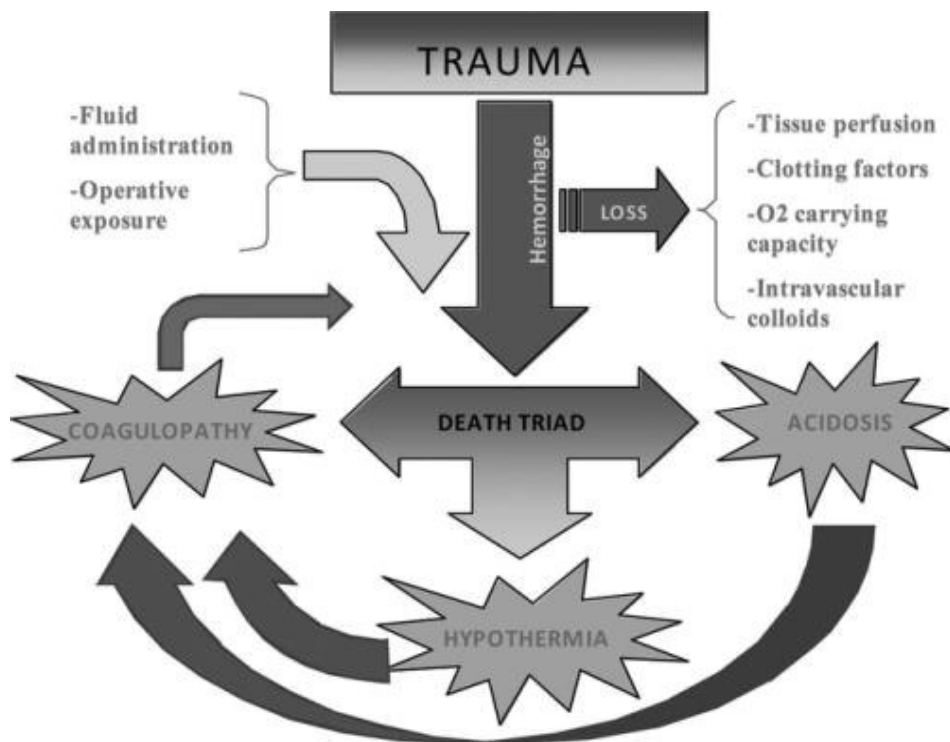 TRAUMA
-Fluid
administration
-Operative
exposure
Hemorrhage
LOSS
-Tissue perfusion
-Clotting factors
-O2 carrying
capacity
-Intravascular
colloids
COAGULOPATHY
DEATH TRIAD
ACIDOSIS
HYPOTHERMIA